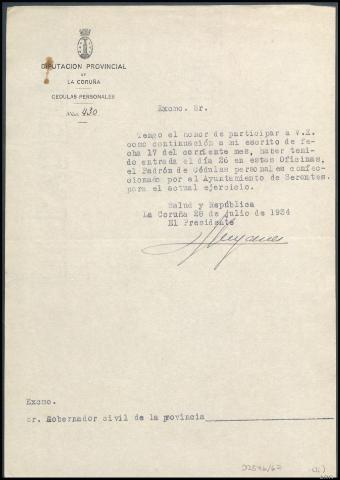 DIPUTACION PROVINCIAL
DE
LA CORUÑA
CEDULAS PERSONALES
Núm. 430
Excmo. Sr.
Tengo el honor de participar a V.E.
como continuación a mi escrito de fe-
cha 17 del corriente mes, haber teni-
do entrada el día 26 en estas Oficinas,
el Padrón de Cédulas personales confec-
cionado por el Ayuntamiento de Serantes.
para el actual ejercicio.
Salud y República
La Coruña 28 de julio de 1934
El Presidente
Excmo.
Sr. Gobernador civil de la provincia